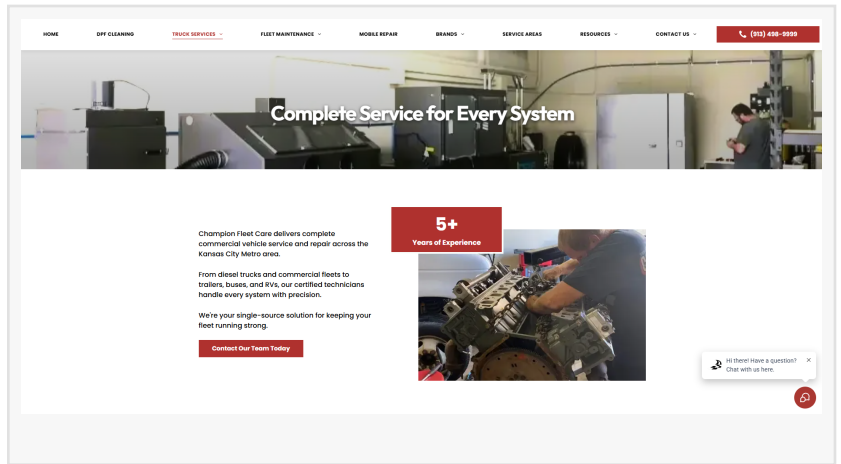 HOME DPF CLEANING TRUCK SERVICES FLEET MAINTENANCE MOBILE REPAIR BRANDS SERVICE AREAS RESOURCES CONTACT US (913) 498-9999
Complete Service for Every System
5+
Years of Experience
Champion Fleet Care delivers complete
commercial vehicle service and repair across the
Kansas City Metro area.
From diesel trucks and commercial fleets to
trailers, buses, and RVs, our certified technicians
handle every system with precision.
We're your single-source solution for keeping your
fleet running strong.
Contact Our Team Today
Hi there! Have a question?
Chat with us here.